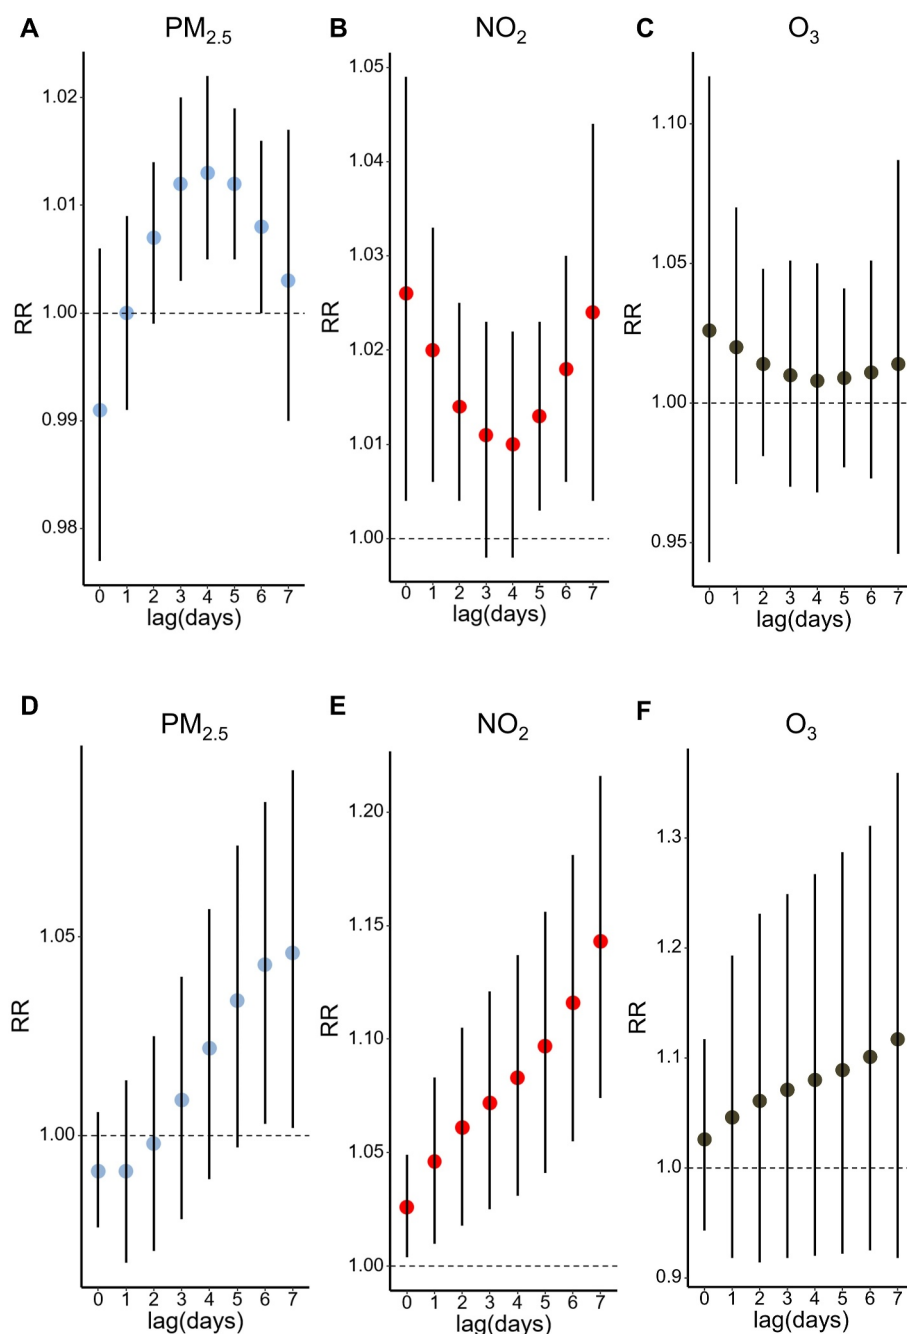 A PM2.5
RR
1.02
1.01
1.00
0.99
0.98
0 1 2 3 4 5 6 7
lag(days)
B NO2
RR
1.05
1.04
1.03
1.02
1.01
1.00
0 1 2 3 4 5 6 7
lag(days)
C O3
RR
1.10
1.05
1.00
0.95
0 1 2 3 4 5 6 7
lag(days)
D PM2.5
RR
1.05
1.00
0 1 2 3 4 5 6 7
lag(days)
E NO2
RR
1.20
1.15
1.10
1.05
1.00
0 1 2 3 4 5 6 7
lag(days)
F O3
RR
1.3
1.2
1.1
1.0
0.9
0 1 2 3 4 5 6 7
lag(days)